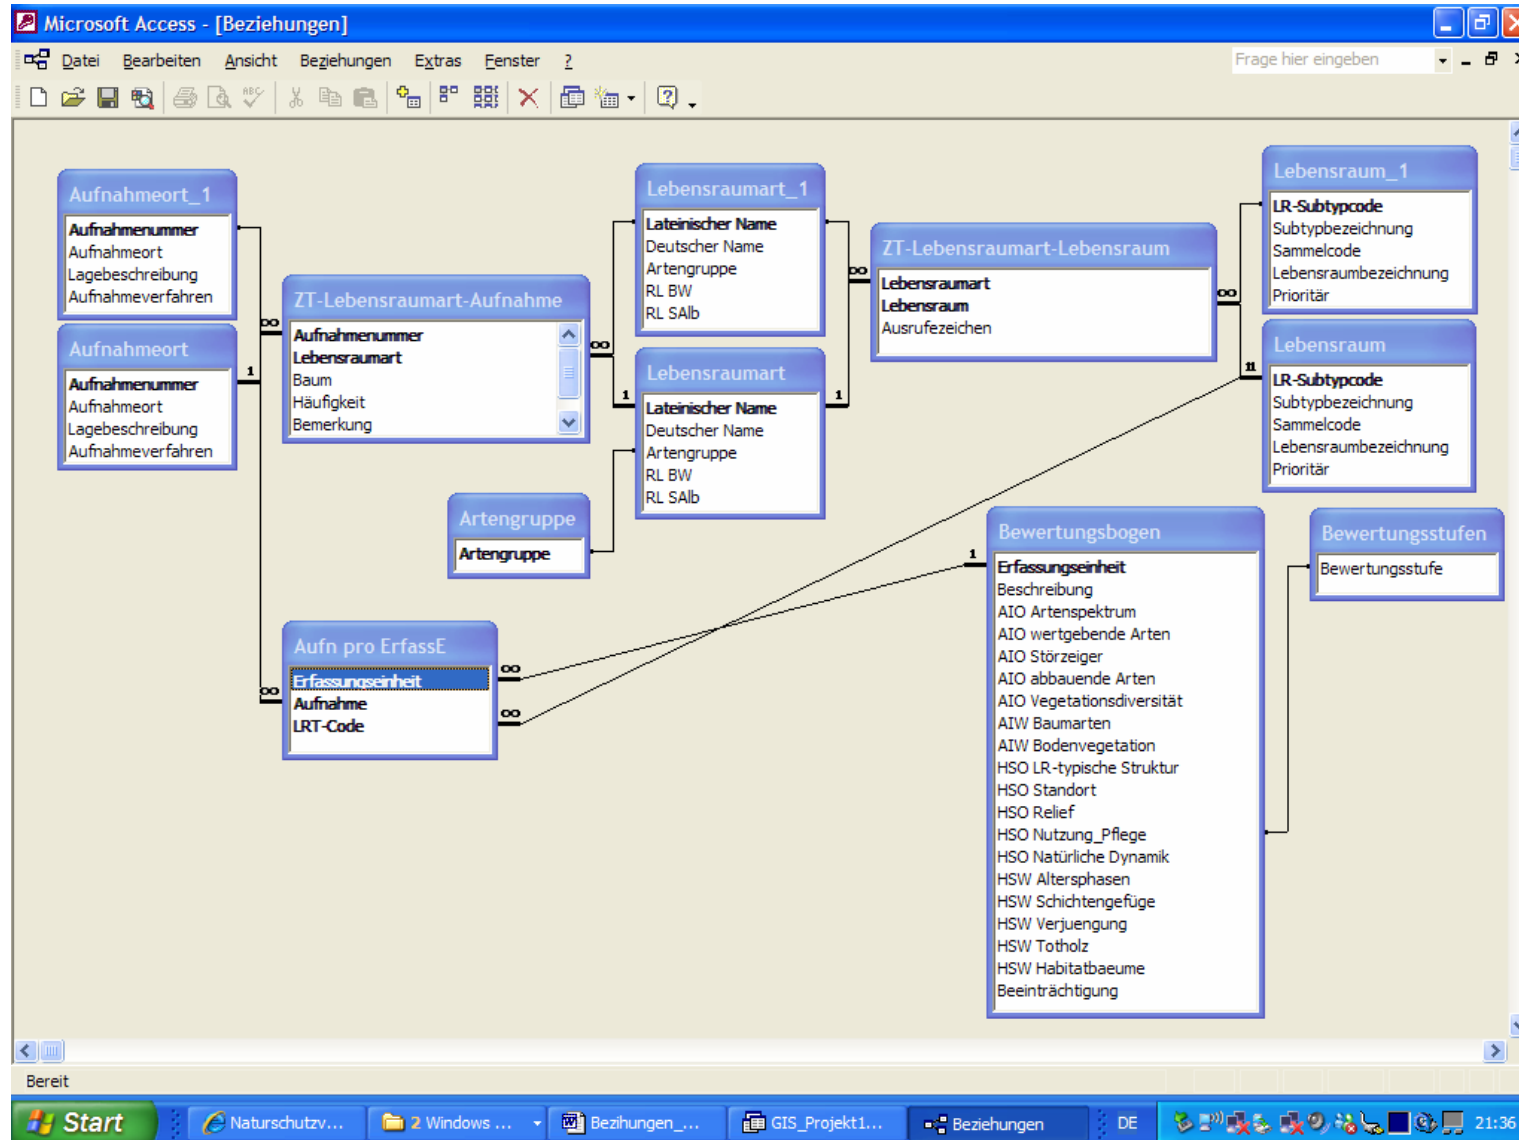 Microsoft Access - [Beziehungen]
Datei Bearbeiten Ansicht Beziehungen Extras Fenster ?
Frage hier eingeben
Aufnahmeort_1
Aufnahmenummer
Aufnahmeort
Lagebeschreibung
Aufnahmeverfahren
Aufnahmeort
Aufnahmenummer
Aufnahmeort
Lagebeschreibung
Aufnahmeverfahren
1
∞
ZT-Lebensraumart-Aufnahme
Aufnahmenummer
Lebensraumart
Baum
Häufigkeit
Bemerkung
∞
1
Lebensraumart_1
Lateinischer Name
Deutscher Name
Artengruppe
RL BW
RL SAlb
Lebensraumart
Lateinischer Name
Deutscher Name
Artengruppe
RL BW
RL SAlb
1
∞
ZT-Lebensraumart-Lebensraum
Lebensraumart
Lebensraum
Ausrufezeichen
∞
11
Lebensraum_1
LR-Subtypcode
Subtypbezeichnung
Sammelcode
Lebensraumbezeichnung
Prioritär
Lebensraum
LR-Subtypcode
Subtypbezeichnung
Sammelcode
Lebensraumbezeichnung
Prioritär
Artengruppe
Artengruppe
∞
Aufn pro ErfassE
Erfassungseinheit
Aufnahme
LRT-Code
∞
∞
1
Bewertungsbogen
Erfassungseinheit
Beschreibung
AIO Artenspektrum
AIO wertgebende Arten
AIO Störzeiger
AIO abbauende Arten
AIO Vegetationsdiversität
AIW Baumarten
AIW Bodenvegetation
HSO LR-typische Struktur
HSO Standort
HSO Relief
HSO Nutzung_Pflege
HSO Natürliche Dynamik
HSW Altersphasen
HSW Schichtengefüge
HSW Verjuengung
HSW Totholz
HSW Habitatbaeume
Beeinträchtigung
Bewertungsstufen
Bewertungsstufe
Bereit
Start
Naturschutzv...
2 Windows ...
Bezihungen_...
GIS_Projekt1...
Beziehungen
DE
21:36